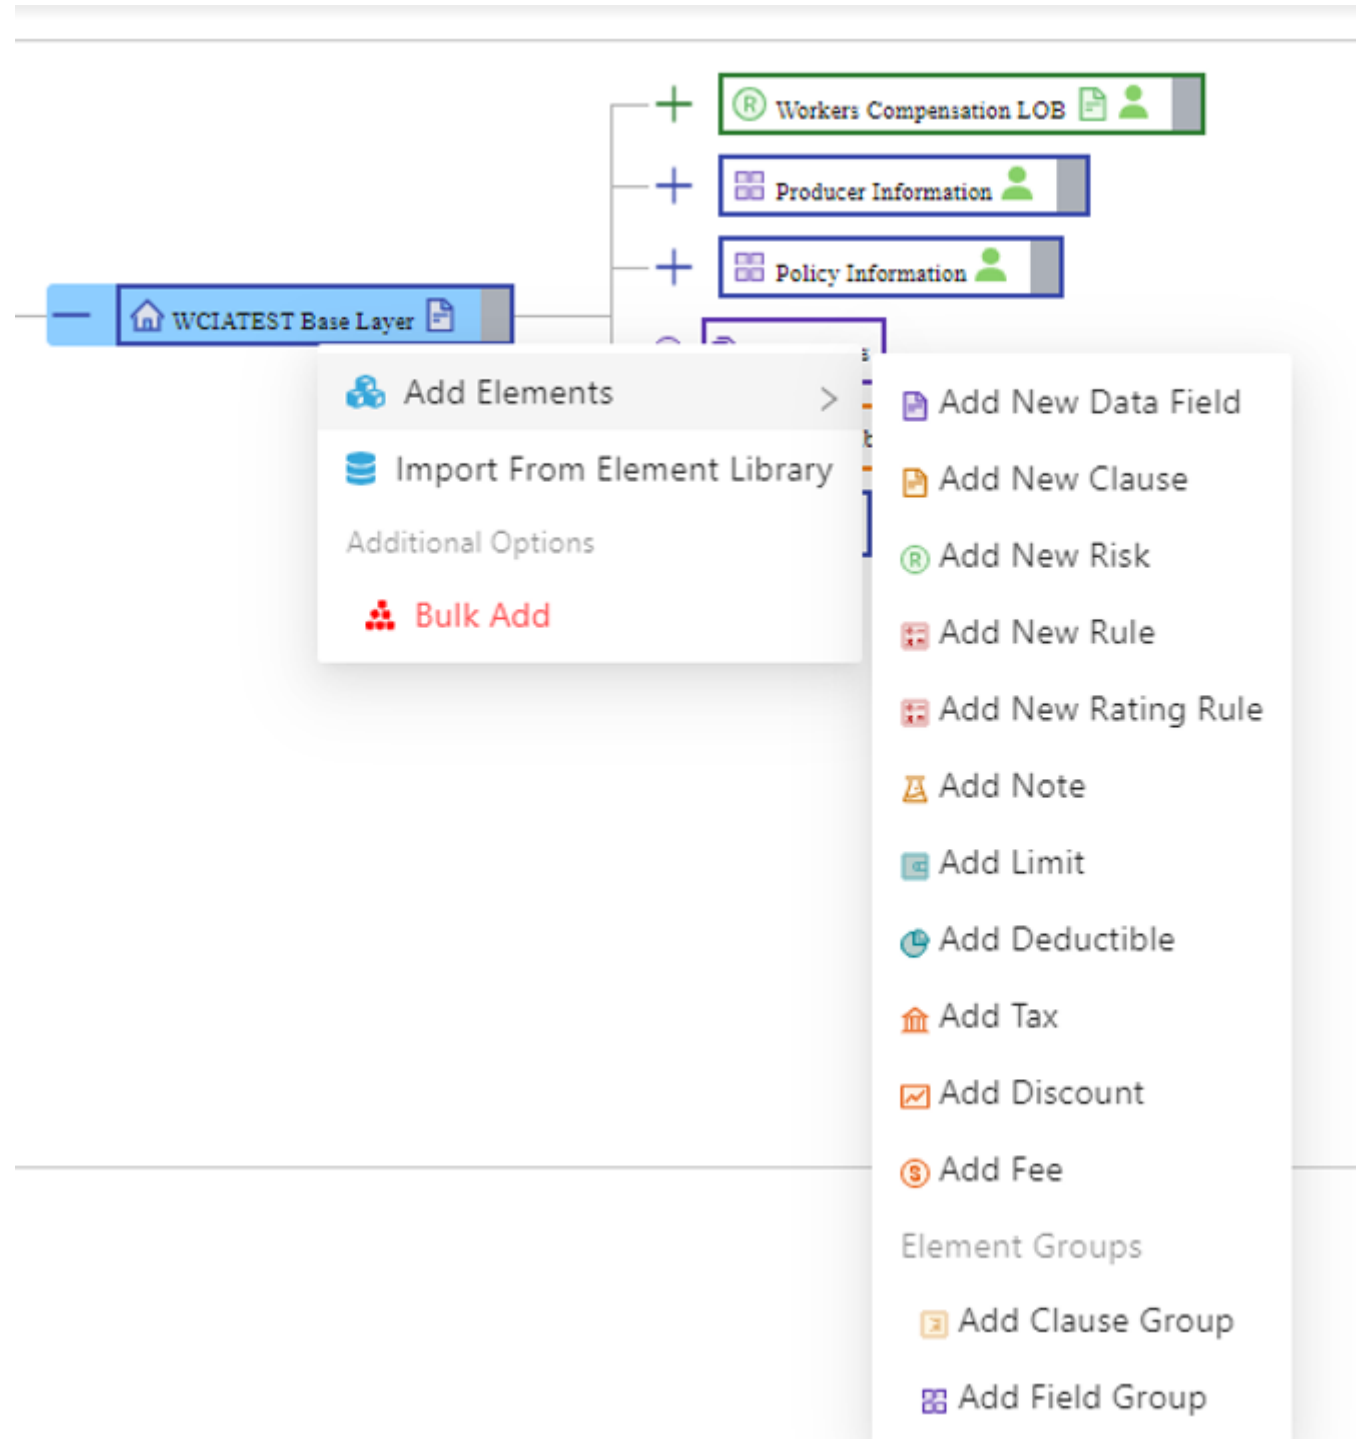 Workers Compensation LOB
Producer Information
Policy Information
WCIATEST Base Layer
Add Elements
Import From Element Library
Additional Options
Bulk Add
Add New Data Field
Add New Clause
Add New Risk
Add New Rule
Add New Rating Rule
Add Note
Add Limit
Add Deductible
Add Tax
Add Discount
Add Fee
Element Groups
Add Clause Group
Add Field Group